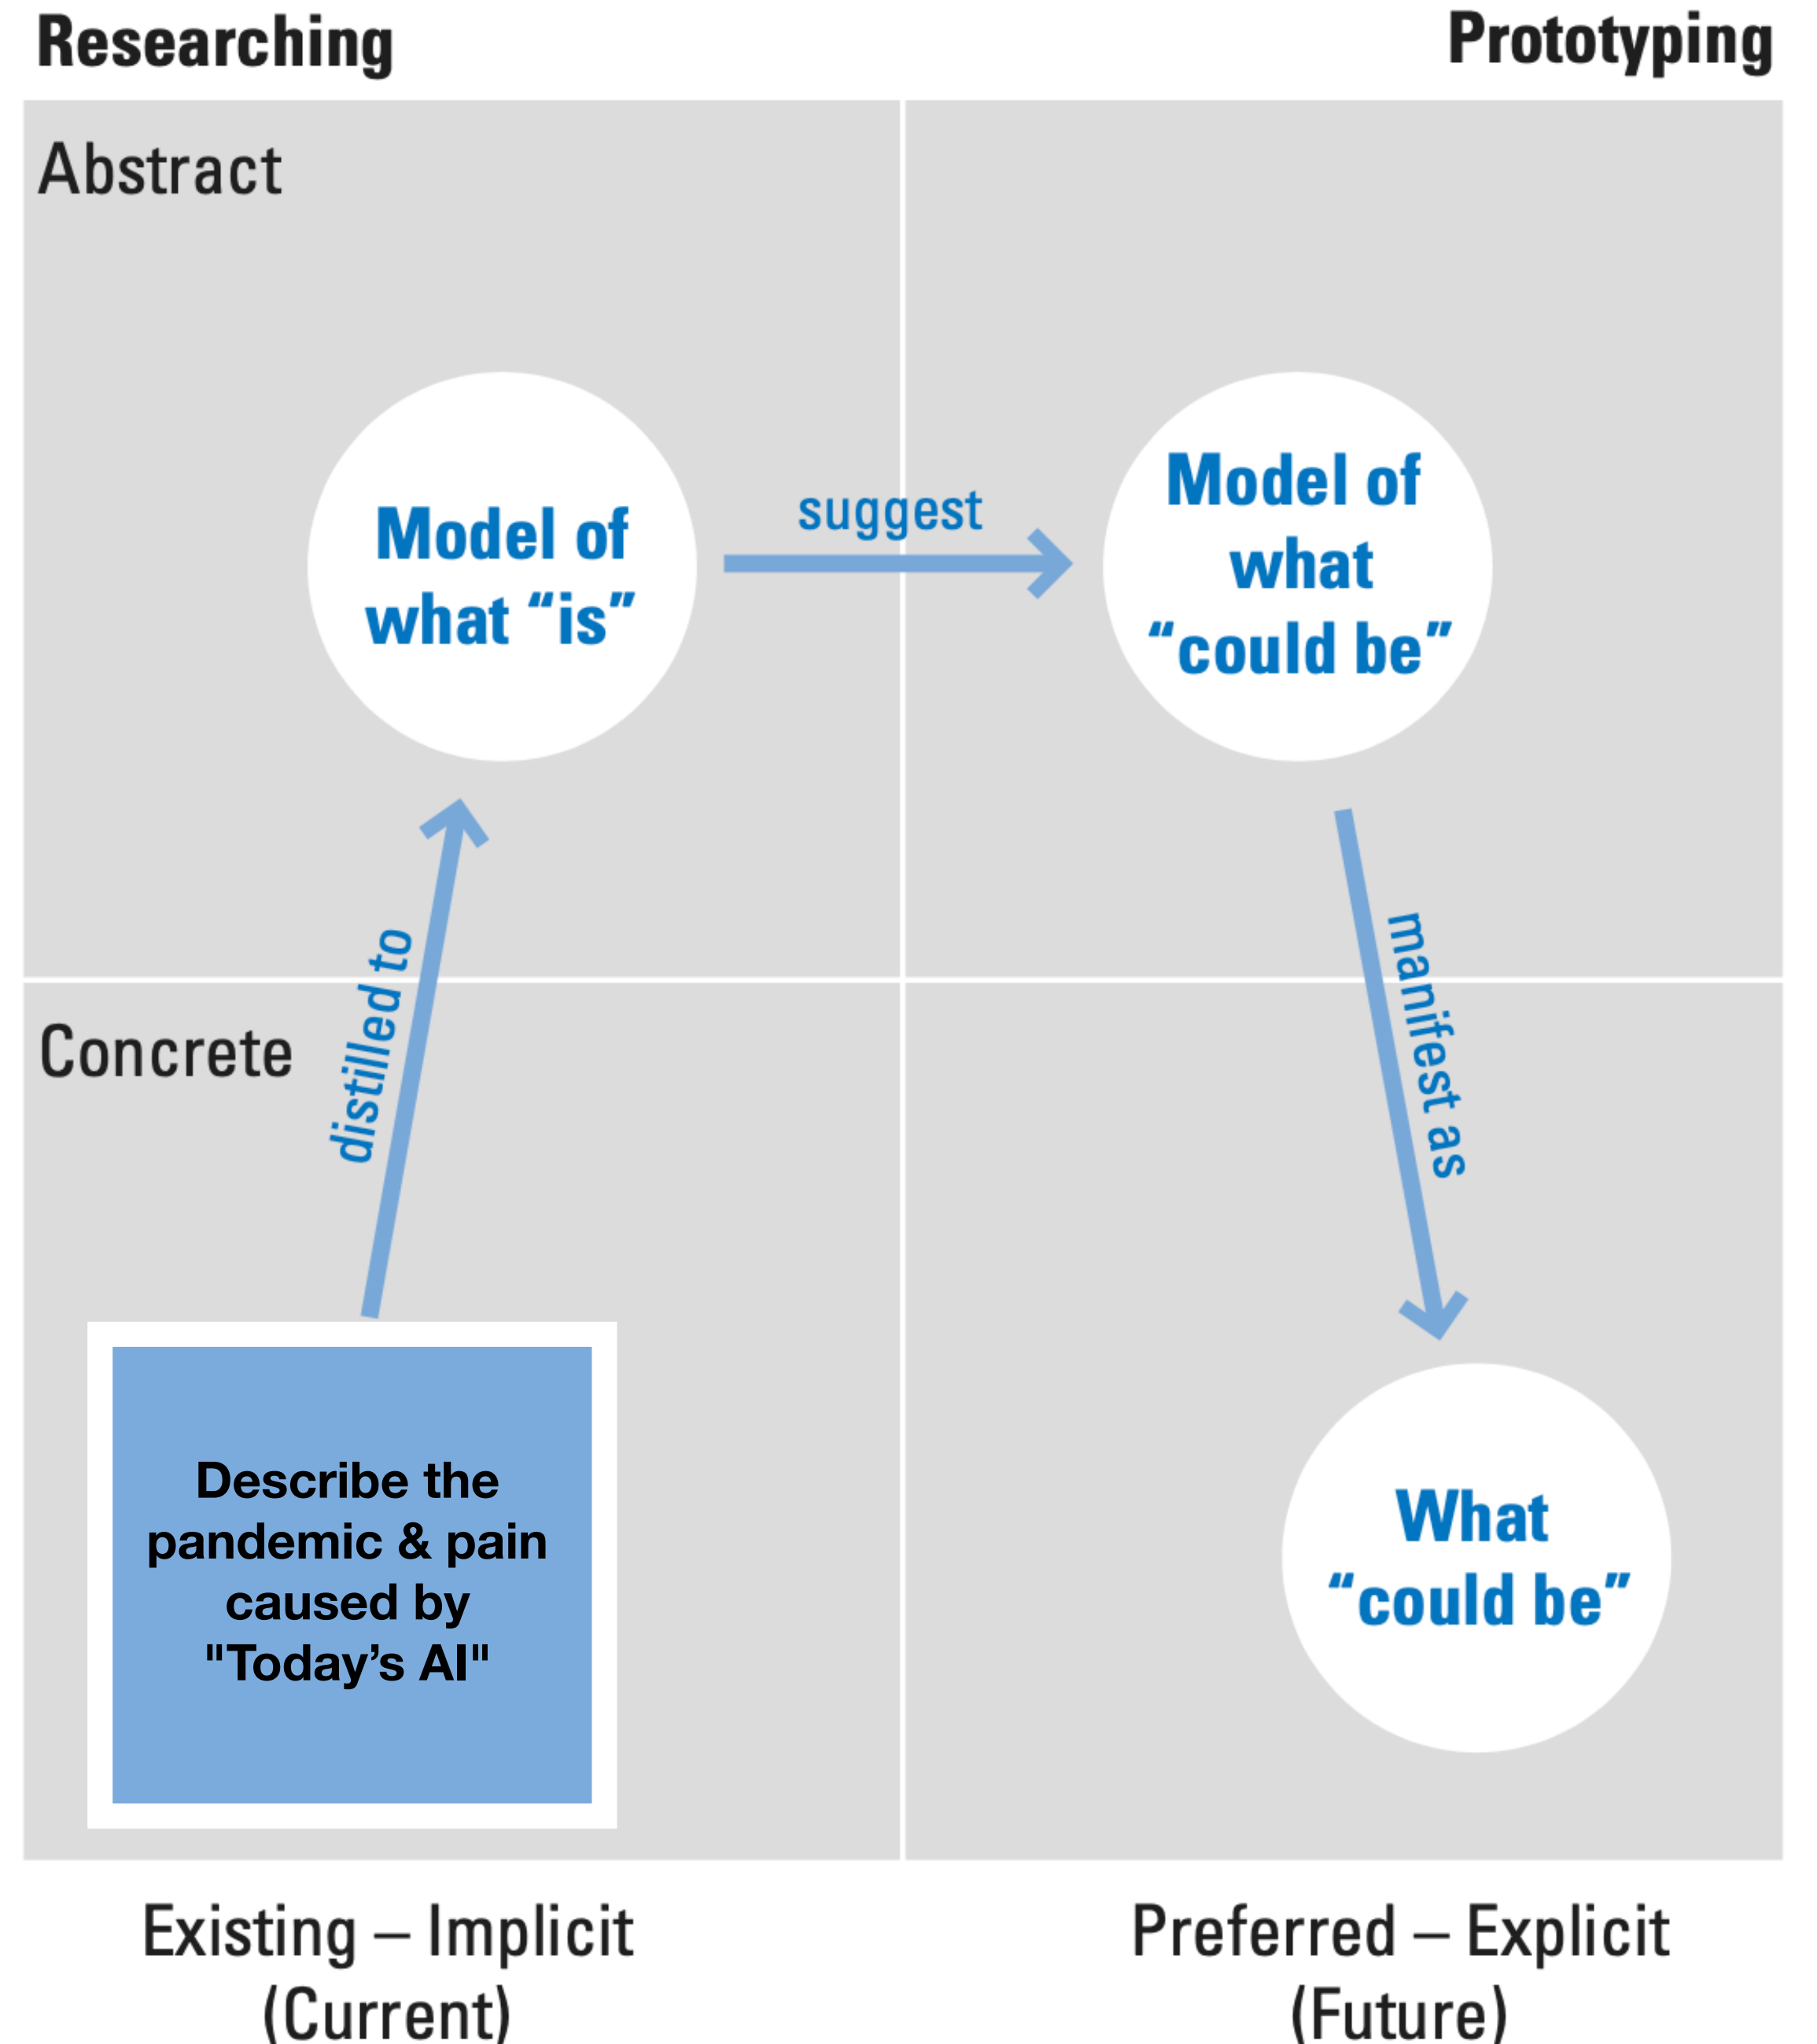 Researching
Prototyping
Abstract
Model of
what “is”
suggest
Model of
what
“could be”
distilled to
manifest as
Concrete
Describe the
pandemic & pain
caused by
"Today’s AI"
What
“could be”
Existing – Implicit
(Current)
Preferred – Explicit
(Future)